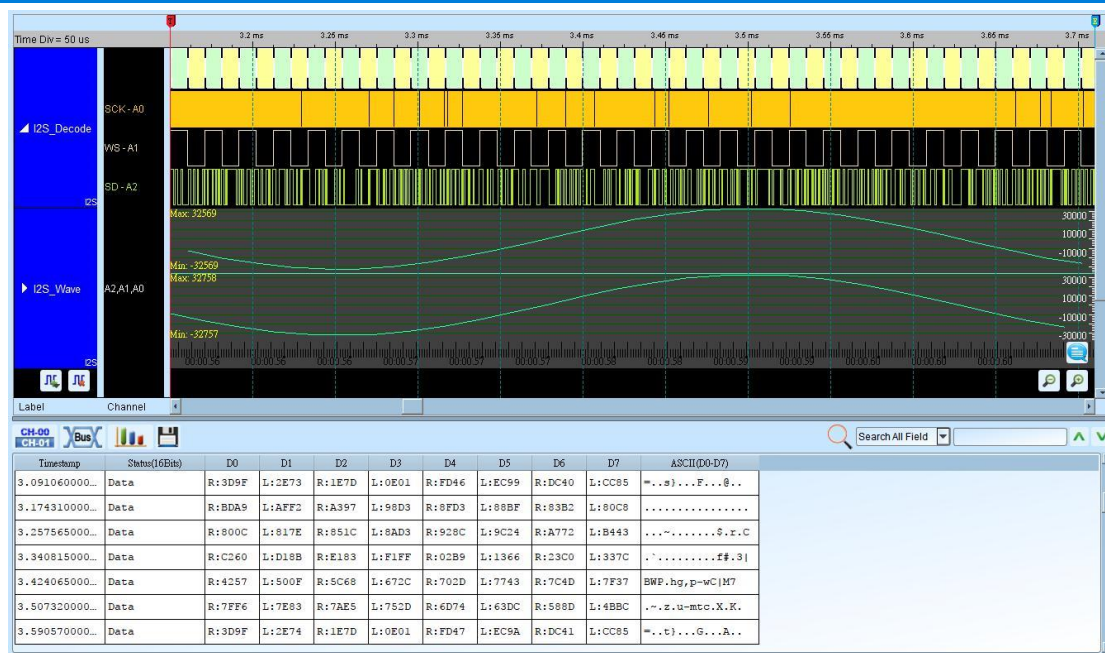 Time Div = 50 us
3.2 ms 3.25 ms 3.3 ms 3.35 ms 3.4 ms 3.45 ms 3.5 ms 3.55 ms 3.6 ms 3.65 ms 3.7 ms
I2S_Decode
SCK - A0
WS - A1
SD - A2
I2S
Max: 32569
30000
10000
-10000
Min: -32569
Max: 32758
30000
I2S_Wave A2,A1,A0
10000
-10000
Min: -32757
-30000
I2S
Label Channel
CH-00
CH-01
Bus
Search All Field
Timestamp Status(16Bits) D0 D1 D2 D3 D4 D5 D6 D7 ASCII(D0-D7)
3.091060000... Data R:3D9F L:2E73 R:1E7D L:0E01 R:FD46 L:EC99 R:DC40 L:CC85 =..s}...F...@..
3.174310000... Data R:BDA9 L:AFF2 R:A397 L:98D3 R:8FD3 L:88BF R:83B2 L:80C8 ................
3.257565000... Data R:800C L:817E R:851C L:8AD3 R:928C L:9C24 R:A772 L:B443 ...~.......$.r.C
3.340815000... Data R:C260 L:D18B R:E183 L:F1FF R:02B9 L:1366 R:23C0 L:337C .`.........f#.3|
3.424065000... Data R:4257 L:500F R:5C68 L:672C R:702D L:7743 R:7C4D L:7F37 BWP.hg,p-wC|M7
3.507320000... Data R:7FF6 L:7E83 R:7AE5 L:752D R:6D74 L:63DC R:588D L:4BBC .~.z.u-mtc.X.K.
3.590570000... Data R:3D9F L:2E74 R:1E7D L:0E01 R:FD47 L:EC9A R:DC41 L:CC85 =..t}...G...A..